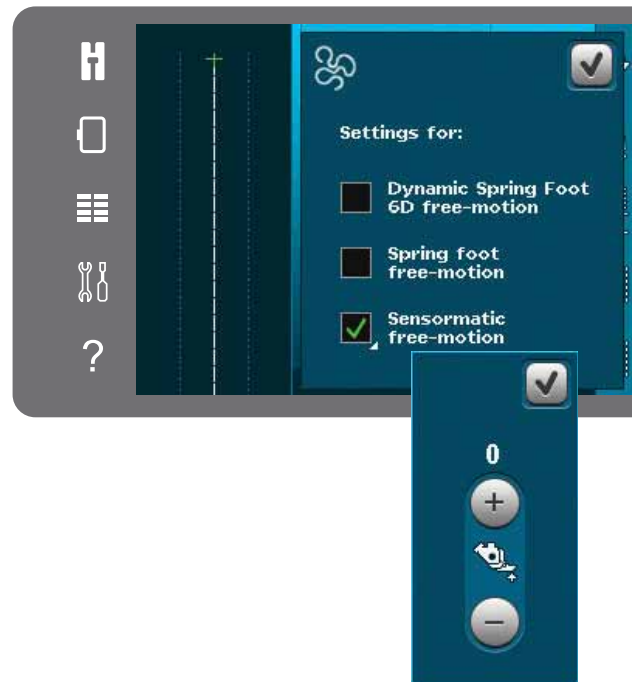 Settings for:
Dynamic Spring Foot
6D free-motion
Spring foot
free-motion
Sensormatic
free-motion
?
0
+
−